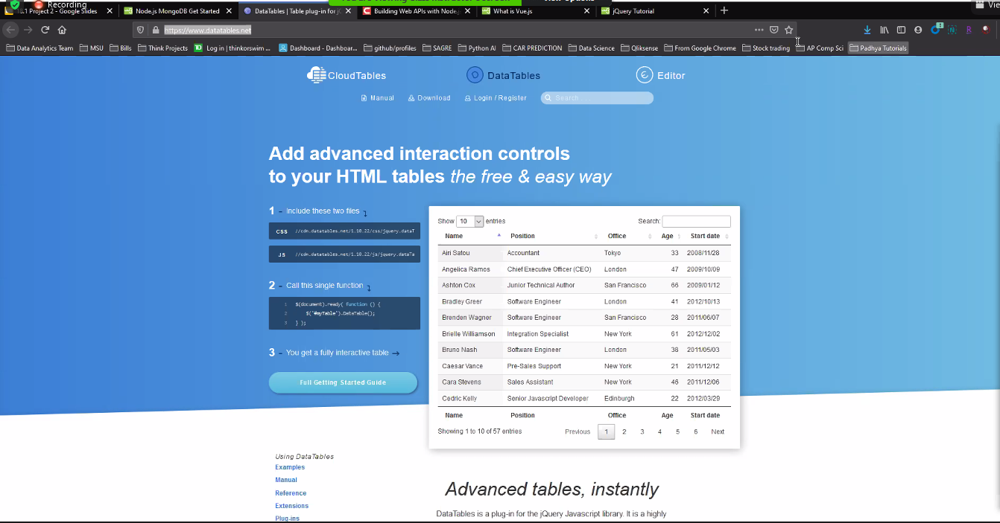 Recording
8.1 Project 2 - Google Slides
Node.js MongoDB Get Started
DataTables | Table plug-in for jC
Building Web APIs with Node.j
What is Vue.js
jQuery Tutorial
https://www.datatables.net
Data Analytics Team
MSU
Bills
Think Projects
Log in | thinkorswim ...
Dashboard - Dashboar...
github/profiles
SAGRE
Python AI
CAR PREDICTION
Data Science
Qliksense
From Google Chrome
Stock trading
AP Comp Sci
Padhya Tutorials
CloudTables
DataTables
Editor
Manual
Download
Login / Register
Search . . .
Add advanced interaction controls
to your HTML tables the free & easy way
1 - Include these two files
CSS //cdn.datatables.net/1.10.22/css/jquery.dataT
JS //cdn.datatables.net/1.10.22/js/jquery.dataTa
2 - Call this single function
1 $(document).ready( function () {
2 $('#myTable').DataTable();
3 } );
3 - You get a fully interactive table →
Full Getting Started Guide
Show 10 entries Search:
Name Position Office Age Start date
Airi Satou Accountant Tokyo 33 2008/11/28
Angelica Ramos Chief Executive Officer (CEO) London 47 2009/10/09
Ashton Cox Junior Technical Author San Francisco 66 2009/01/12
Bradley Greer Software Engineer London 41 2012/10/13
Brenden Wagner Software Engineer San Francisco 28 2011/06/07
Brielle Williamson Integration Specialist New York 61 2012/12/02
Bruno Nash Software Engineer London 38 2011/05/03
Caesar Vance Pre-Sales Support New York 21 2011/12/12
Cara Stevens Sales Assistant New York 46 2011/12/06
Cedric Kelly Senior Javascript Developer Edinburgh 22 2012/03/29
Name Position Office Age Start date
Showing 1 to 10 of 57 entries Previous 1 2 3 4 5 6 Next
Using DataTables
Examples
Manual
Reference
Extensions
Plug-ins
Advanced tables, instantly
DataTables is a plug-in for the jQuery Javascript library. It is a highly